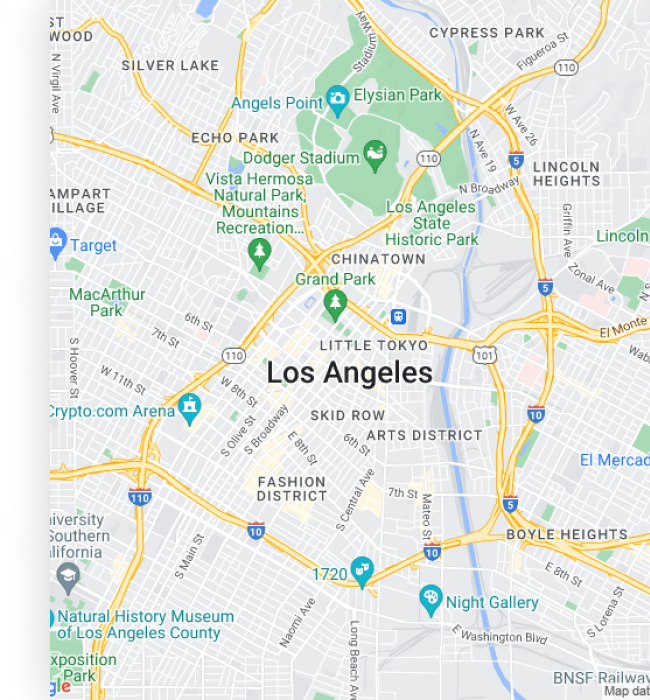 ST
WOOD
CYPRESS PARK
Stadium Way
Figueroa St
SILVER LAKE
110
N Virgil Ave
Angels Point
Elysian Park
W Ave 26
ECHO PARK
N Ave 19
Dodger Stadium
110
5
LINCOLN
HEIGHTS
Vista Hermosa
Natural Park,
Mountains
Recreation...
N Broadway
AMPART
ILLAGE
Los Angeles
State
Historic Park
Griffin Ave
Target
Lincoln
CHINATOWN
Zonal Ave
Grand Park
N S
5
MacArthur
Park
6th St
7th St
El Monte
LITTLE TOKYO
110
101
Wab
S Hoover St
Los Angeles
W 11th St
W 8th St
Crypto.com Arena
SKID ROW
10
S Olive St
S Broadway
E 8th St
6th St
ARTS DISTRICT
El Mercad
FASHION
DISTRICT
110
7th St
S Central Ave
Mateo St
5
iversity
Southern
lifornia
10
BOYLE HEIGHTS
S Main St
10
1720
E 8th St
Night Gallery
S Lorena St
Natural History Museum
of Los Angeles County
Naomi Ave
Long Beach Av
E Washington Blvd
xposition
Park
BNSF Railway
gle
Map dat